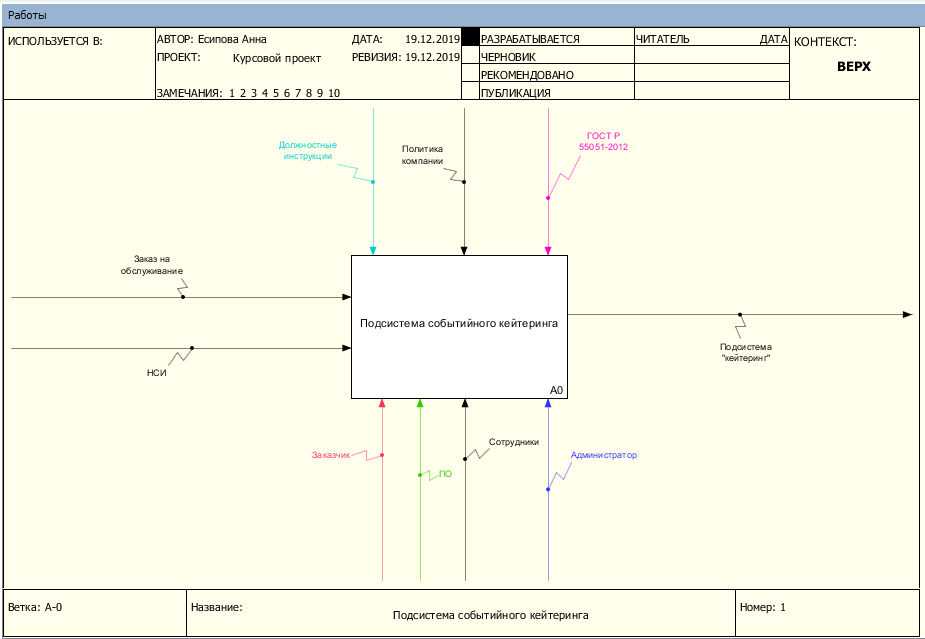 Работы
ИСПОЛЬЗУЕТСЯ В:
АВТОР: Есипова Анна
ДАТА: 19.12.2019
ПРОЕКТ: Курсовой проект
РЕВИЗИЯ: 19.12.2019
ЗАМЕЧАНИЯ: 1 2 3 4 5 6 7 8 9 10
РАЗРАБАТЫВАЕТСЯ
ЧЕРНОВИК
РЕКОМЕНДОВАНО
ПУБЛИКАЦИЯ
ЧИТАТЕЛЬ ДАТА
КОНТЕКСТ:
ВЕРХ
Должностные
инструкции
Политика
компании
ГОСТ Р
55051-2012
Заказ на
обслуживание
НСИ
Подсистема событийного кейтеринга
A0
Подсистема
"кейтеринг"
Заказчик
ПО
Сотрудники
Администратор
Ветка: A-0
Название:
Подсистема событийного кейтеринга
Номер: 1